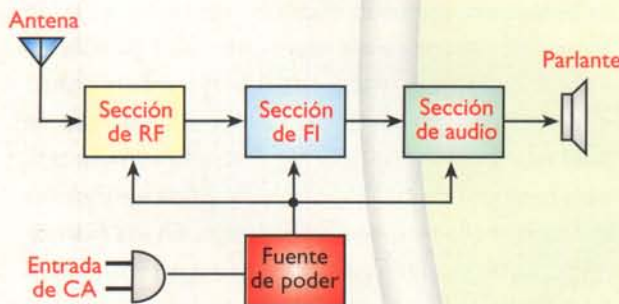 Antena
Parlante
Sección
de RF
Sección
de FI
Sección
de audio
Entrada
de CA
Fuente
de poder